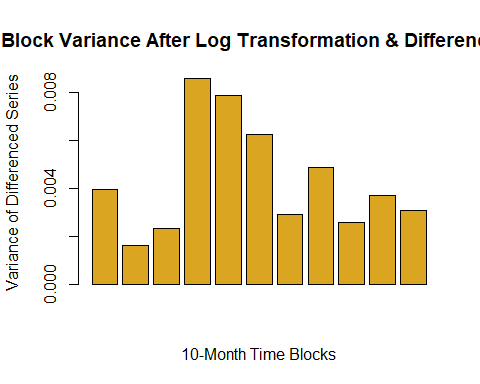 Block Variance After Log Transformation & Differen
Variance of Differenced Series
0.008
0.004
0.000
10-Month Time Blocks